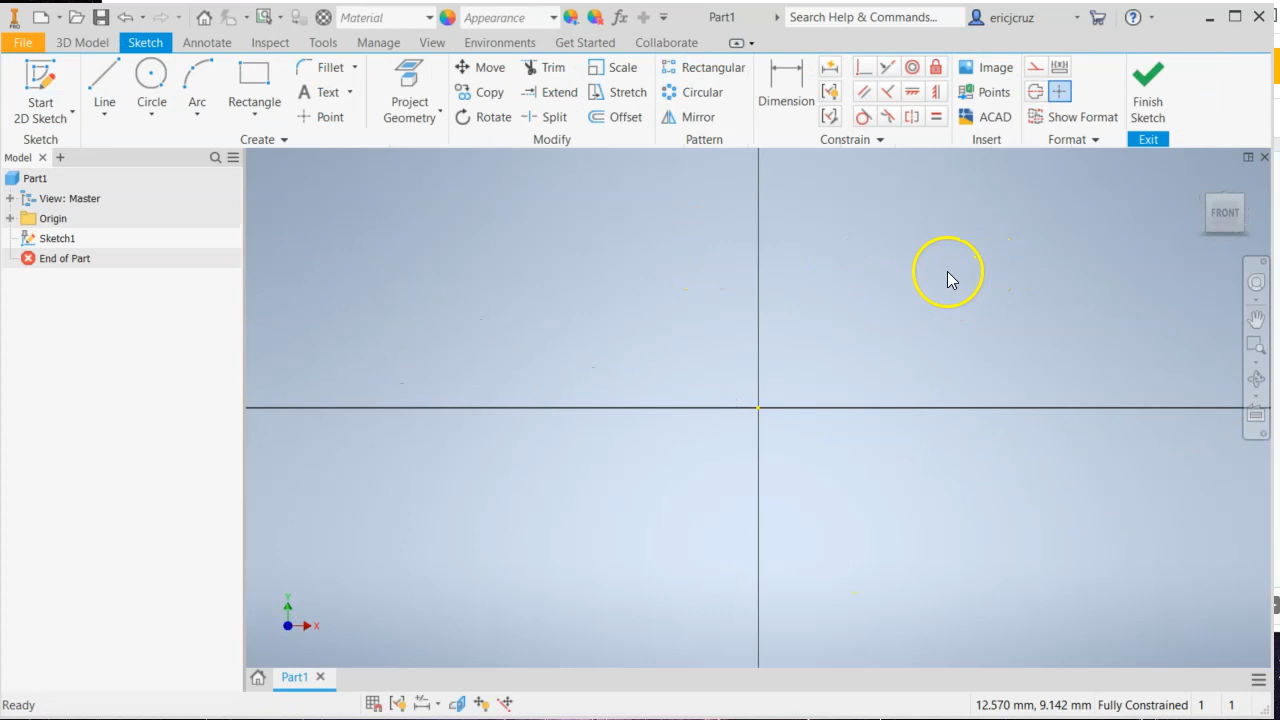 PRO
Material
Appearance
fx
Part1
Search Help & Commands...
ericjcruz
File
3D Model
Sketch
Annotate
Inspect
Tools
Manage
View
Environments
Get Started
Collaborate
Start
2D Sketch
Line
Circle
Arc
Rectangle
Fillet
Text
Point
Project
Geometry
Move
Copy
Rotate
Trim
Extend
Split
Scale
Stretch
Offset
Rectangular
Circular
Mirror
Dimension
Image
Points
ACAD
Show Format
Finish
Sketch
Sketch
Create
Modify
Pattern
Constrain
Insert
Format
Exit
Model
Part1
View: Master
Origin
Sketch1
End of Part
FRONT
Y
X
Part1
Ready
12.570 mm, 9.142 mm Fully Constrained 1 1